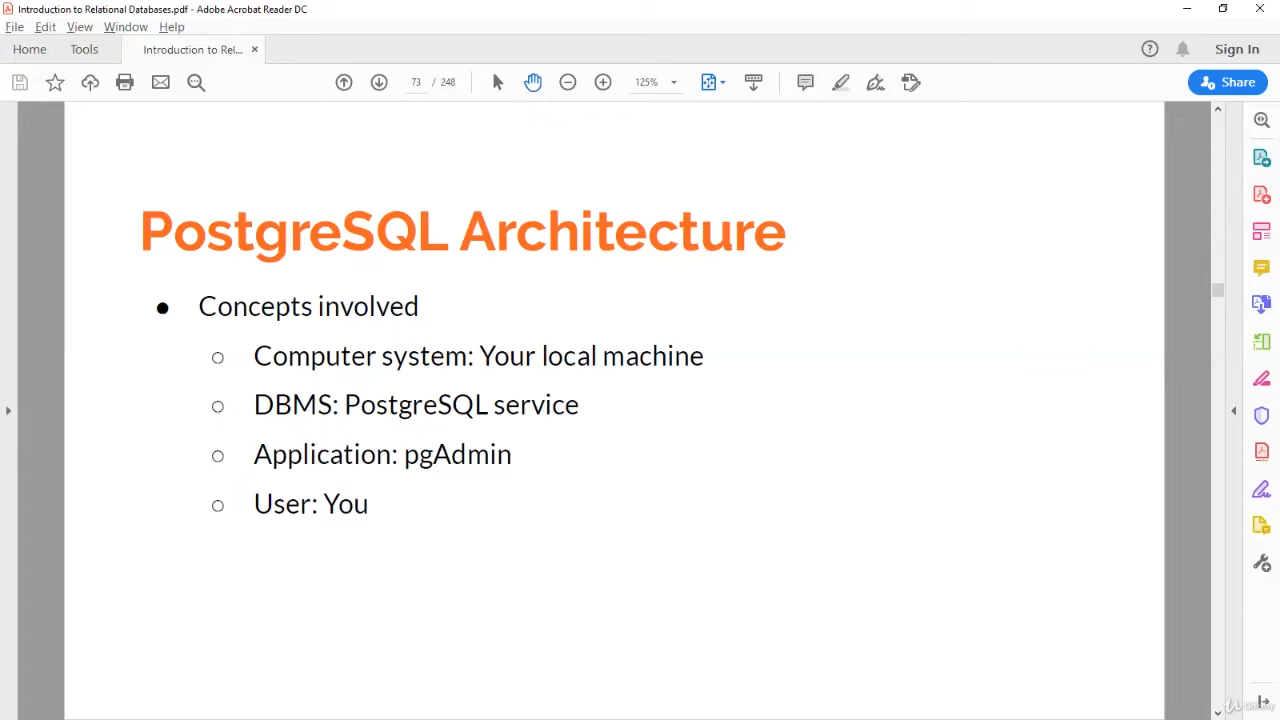 Introduction to Relational Databases.pdf - Adobe Acrobat Reader DC
File Edit View Window Help
Home Tools Introduction to Rel... × Sign In
73 / 248 125% Share
PostgreSQL Architecture
● Concepts involved
○ Computer system: Your local machine
○ DBMS: PostgreSQL service
○ Application: pgAdmin
○ User: You
Udemy